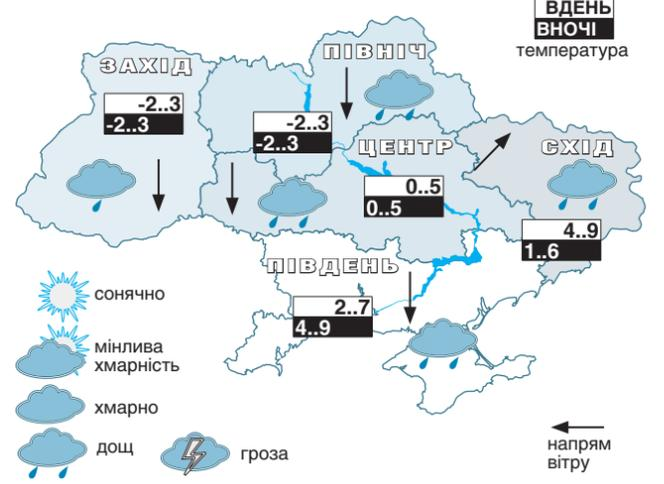 ВДЕНЬ
ВНОЧІ
температура
ПІВНІЧ
ЗАХІД
-2..3
-2..3
-2..3
-2..3
ЦЕНТР
СХІД
0..5
0..5
4..9
1..6
ПІВДЕНЬ
2..7
4..9
сонячно
мінлива
хмарність
хмарно
дощ
гроза
напрям
вітру